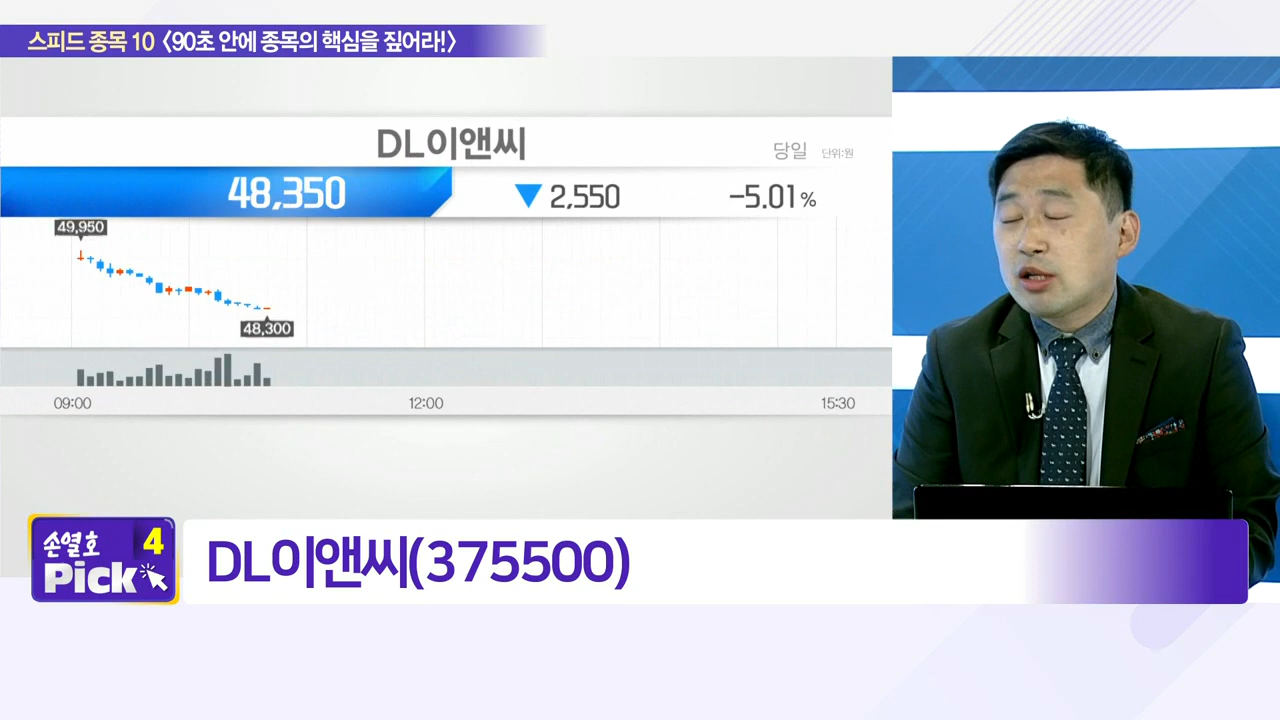 스피드 종목 10 〈90초 안에 종목의 핵심을 짚어라!〉
DL이앤씨
당일 단위:원
48,350 ▼ 2,550 -5.01%
49,950
48,300
09:00 12:00 15:30
손열호 4
Pick
DL이앤씨(375500)